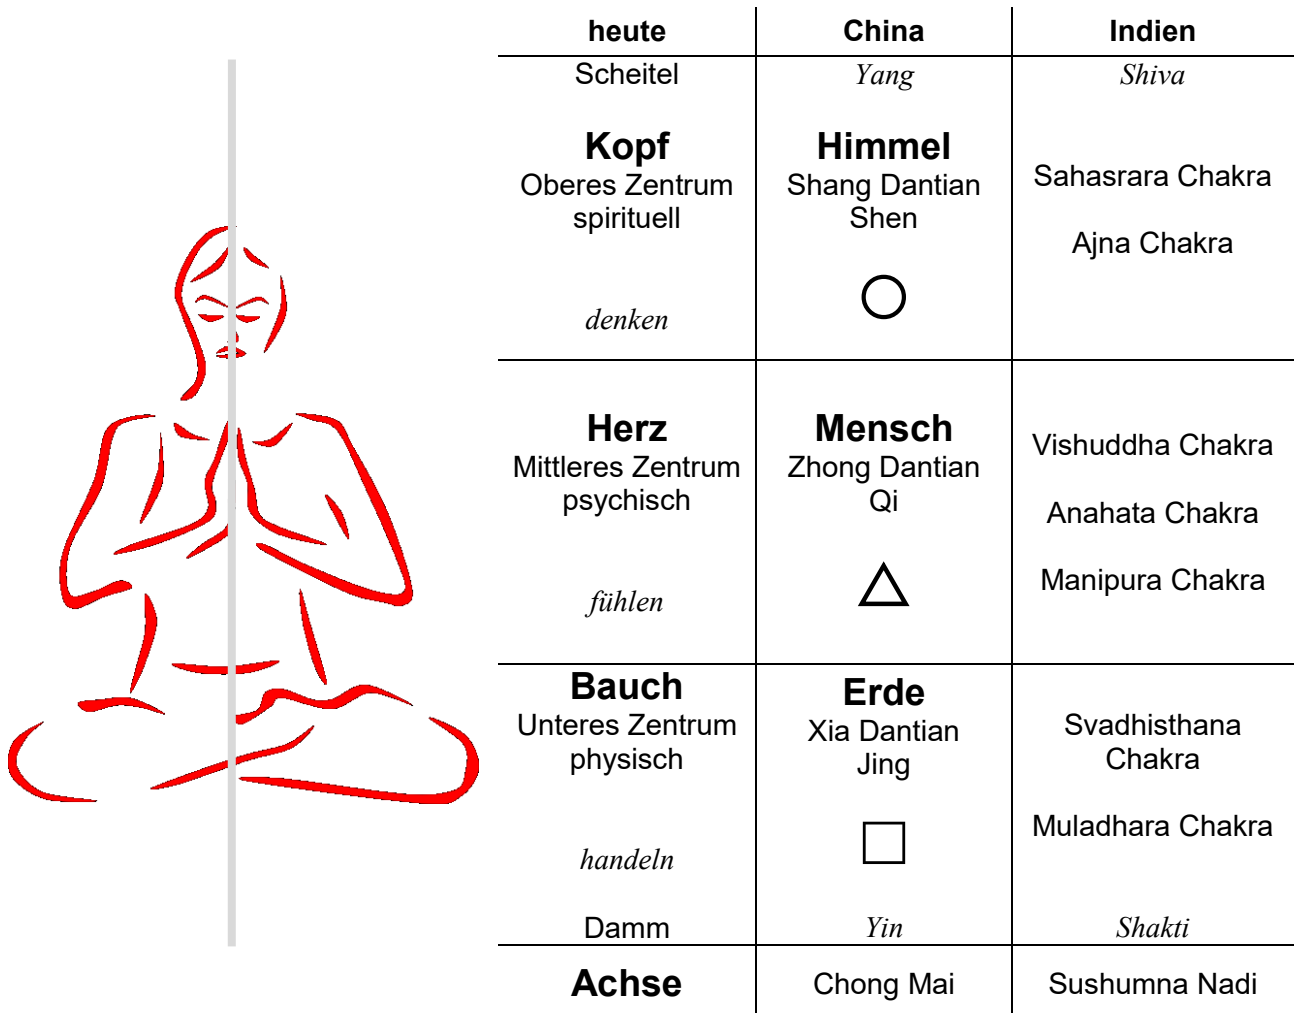 heute
China
Indien
Scheitel
Yang
Shiva
Kopf
Oberes Zentrum
spirituell
denken
Himmel
Shang Dantian
Shen
Sahasrara Chakra
Ajna Chakra
Herz
Mittleres Zentrum
psychisch
fühlen
Mensch
Zhong Dantian
Qi
Vishuddha Chakra
Anahata Chakra
Manipura Chakra
Bauch
Unteres Zentrum
physisch
handeln
Erde
Xia Dantian
Jing
Svadhisthana
Chakra
Muladhara Chakra
Damm
Yin
Shakti
Achse
Chong Mai
Sushumna Nadi